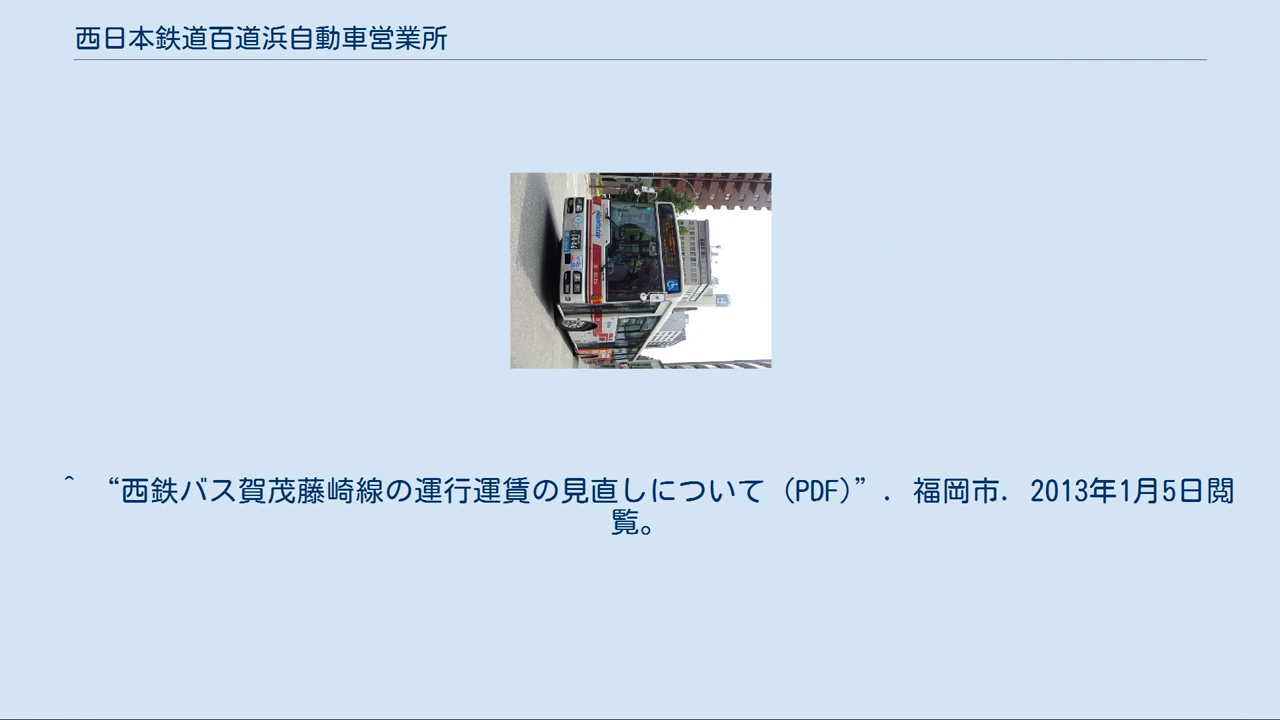 西日本鉄道百道浜自動車営業所
^ “西鉄バス賀茂藤崎線の運行運賃の見直しについて (PDF)”. 福岡市. 2013年1月5日閲
覧。